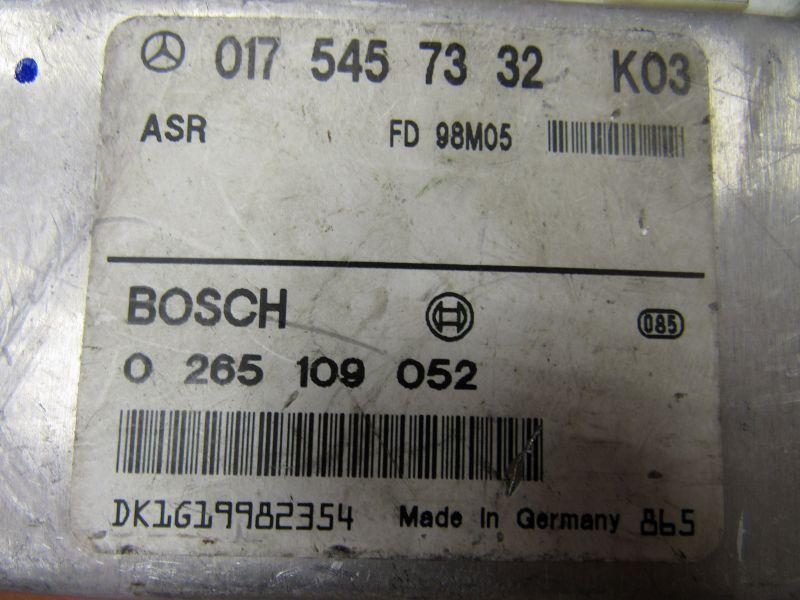 017 545 73 32 K03
ASR FD 98M05
BOSCH 085
0 265 109 052
DK1G19982354 Made in Germany 865